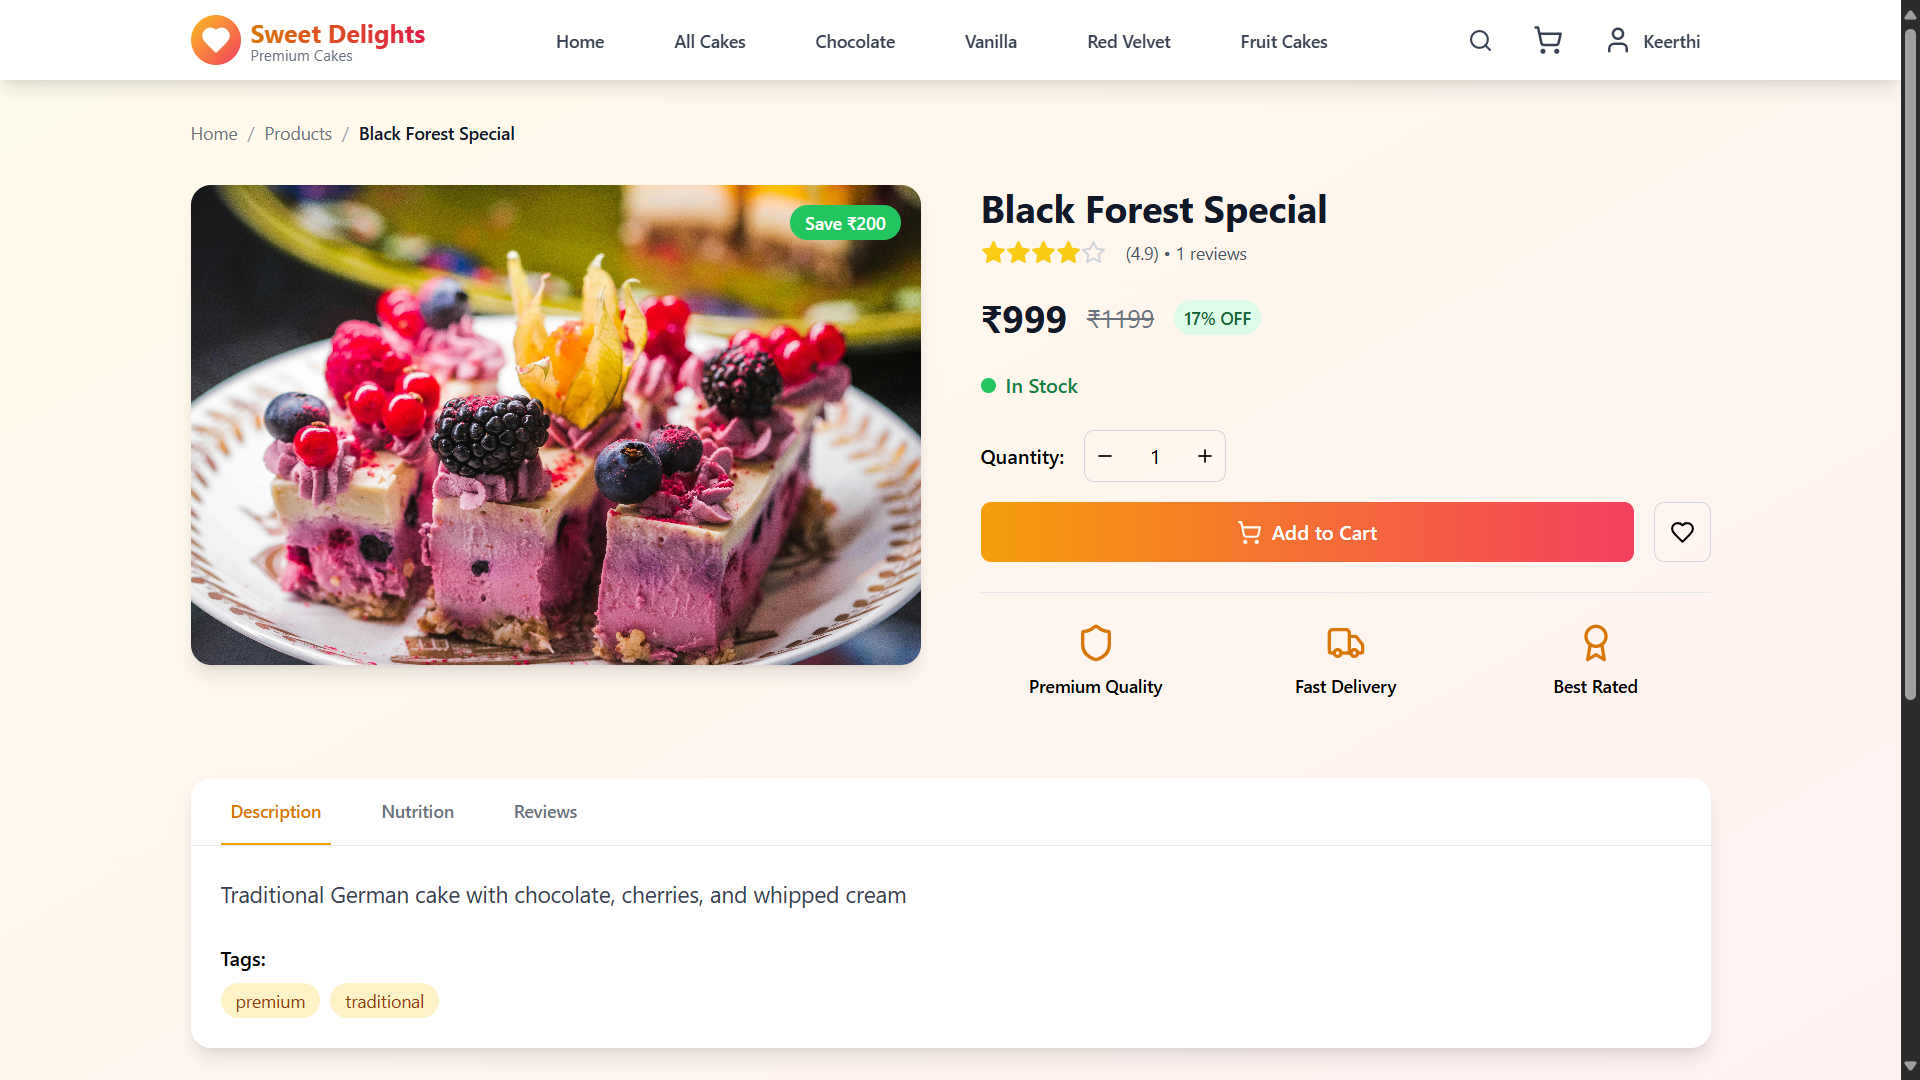 Sweet Delights
Premium Cakes
Home
All Cakes
Chocolate
Vanilla
Red Velvet
Fruit Cakes
Keerthi
Home / Products / Black Forest Special
Save ₹200
Black Forest Special
(4.9) • 1 reviews
₹999 ₹1199 17% OFF
In Stock
Quantity: − 1 +
Add to Cart
Premium Quality
Fast Delivery
Best Rated
Description
Nutrition
Reviews
Traditional German cake with chocolate, cherries, and whipped cream
Tags:
premium
traditional